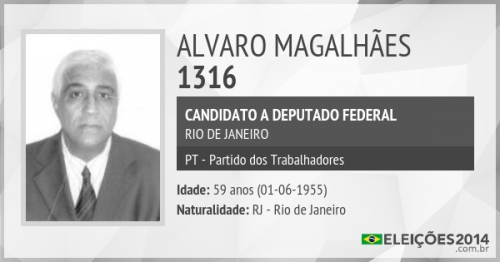 ALVARO MAGALHÃES
1316
CANDIDATO A DEPUTADO FEDERAL
RIO DE JANEIRO
PT - Partido dos Trabalhadores
Idade: 59 anos (01-06-1955)
Naturalidade: RJ - Rio de Janeiro
ELEIÇÕES2014
.com.br